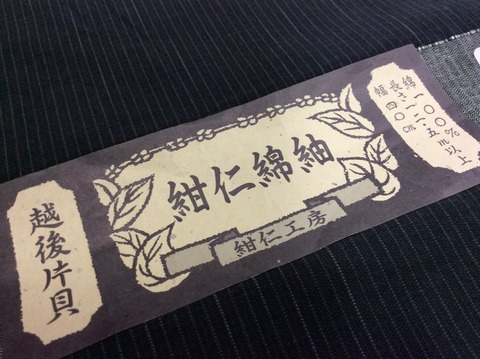 綿一〇〇%
長さ一二・五m以上
幅四〇cm
紺仁綿紬
紺仁工房
越後片貝